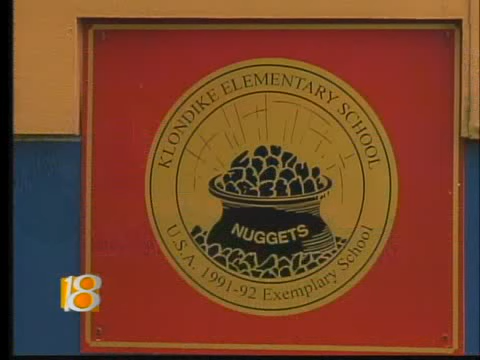 KLONDIKE ELEMENTARY SCHOOL
NUGGETS
U.S.A. 1991-92 Exemplary School
18